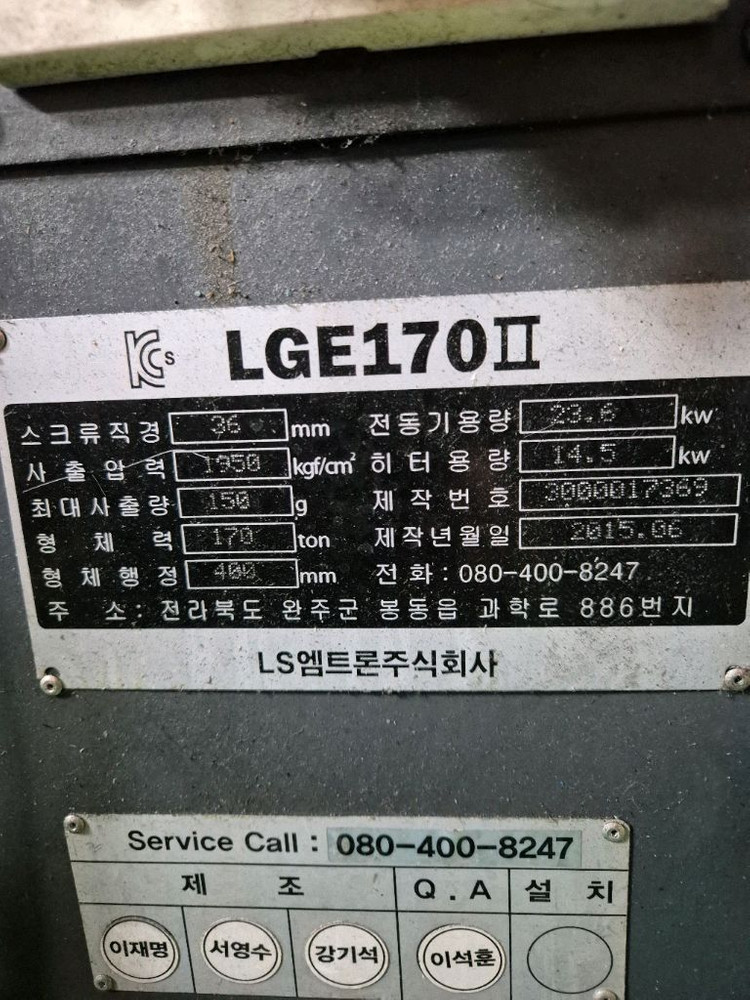 KCs LGE170Ⅱ
스크류직경 36 mm 전동기용량 23.6 kw
사출압력 1950 kgf/cm² 히터용량 14.5 kw
최대사출량 150 g 제작번호 3000017369
형체력 170 ton 제작년월일 2015.06
형체행정 400 mm 전화 : 080-400-8247
주소 : 전라북도 완주군 봉동읍 과학로 886번지
LS엠트론주식회사
Service Call : 080-400-8247
제조 Q.A 설치
이재명 서영수 강기석 이석훈